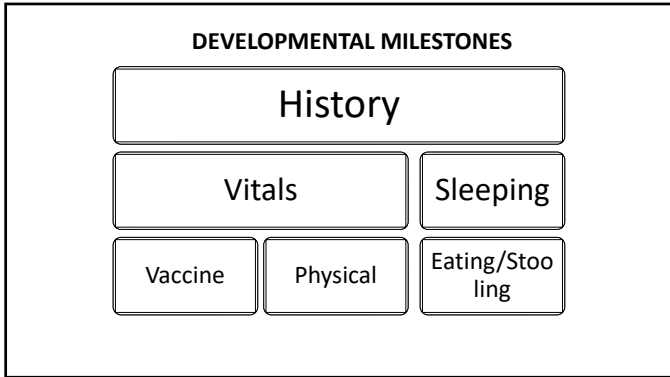 DEVELOPMENTAL MILESTONES
History
Vitals
Sleeping
Vaccine
Physical
Eating/Stoo
ling